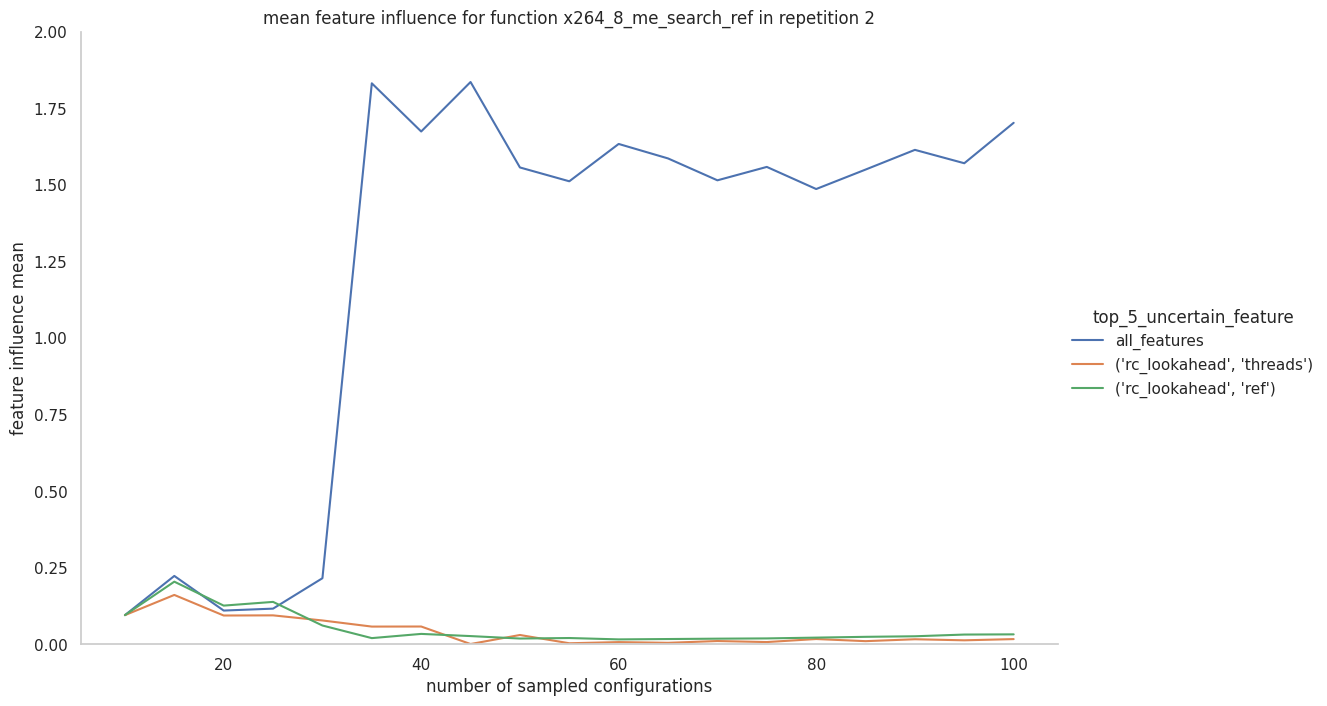 mean feature influence for function x264_8_me_search_ref in repetition 2
2.00
1.75
1.50
1.25
1.00
0.75
0.50
0.25
0.00
feature influence mean
20 40 60 80 100
number of sampled configurations
top_5_uncertain_feature
all_features
('rc_lookahead', 'threads')
('rc_lookahead', 'ref')